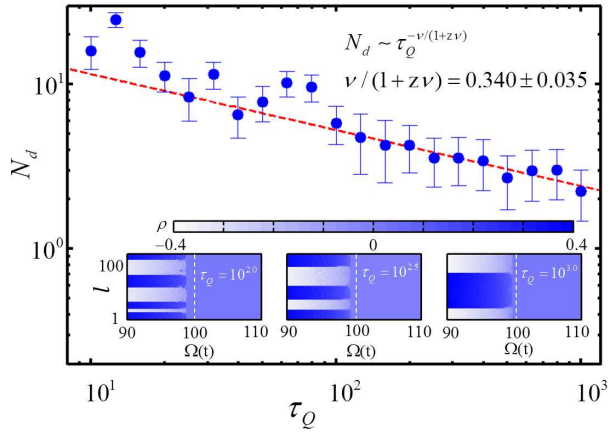 N_d ~ τ_Q^{-ν/(1+zν)}
ν/(1+zν) = 0.340 ± 0.035
10^1
10^0
N_d
ρ
−0.4 0 0.4
100
l
1
τ_Q = 10^{2.0}
τ_Q = 10^{2.5}
τ_Q = 10^{3.0}
90 100 110
90 100 110
90 100 110
Ω(t) Ω(t) Ω(t)
10^1 10^2 10^3
τ_Q